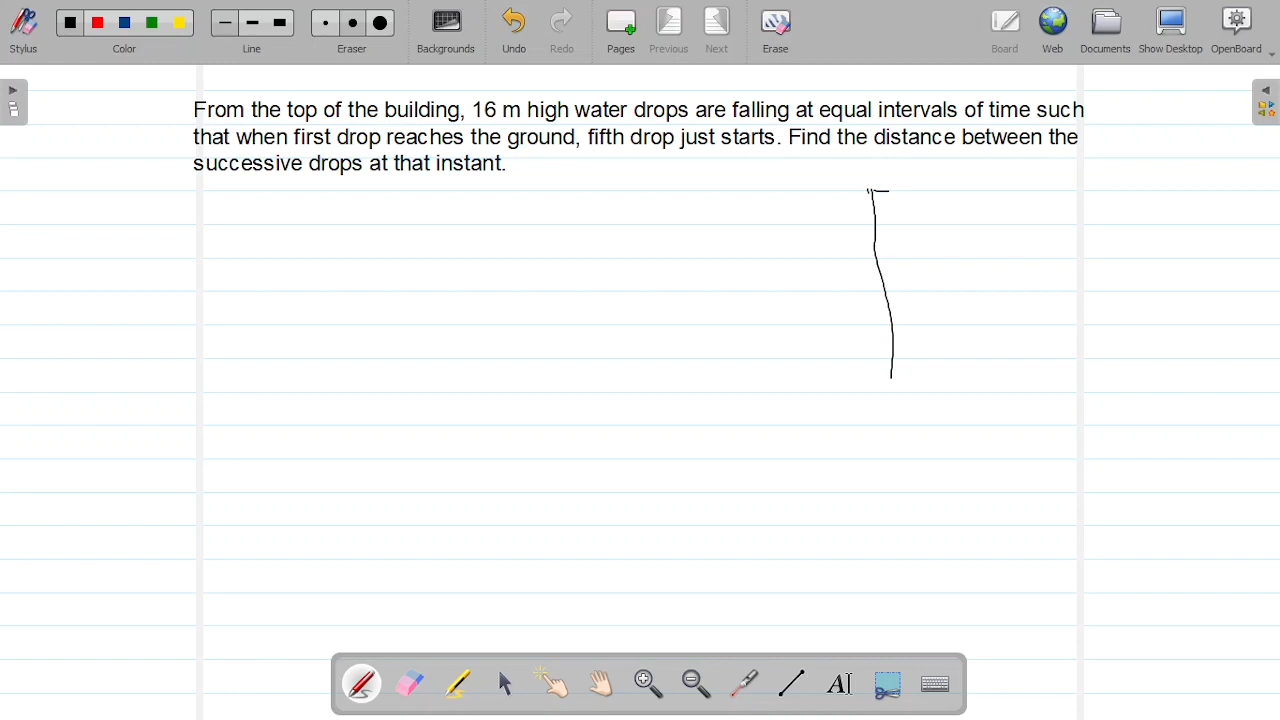 Stylus Color Line Eraser Backgrounds Undo Redo Pages Previous Next Erase Board Web Documents Show Desktop OpenBoard
From the top of the building, 16 m high water drops are falling at equal intervals of time such
that when first drop reaches the ground, fifth drop just starts. Find the distance between the
successive drops at that instant.